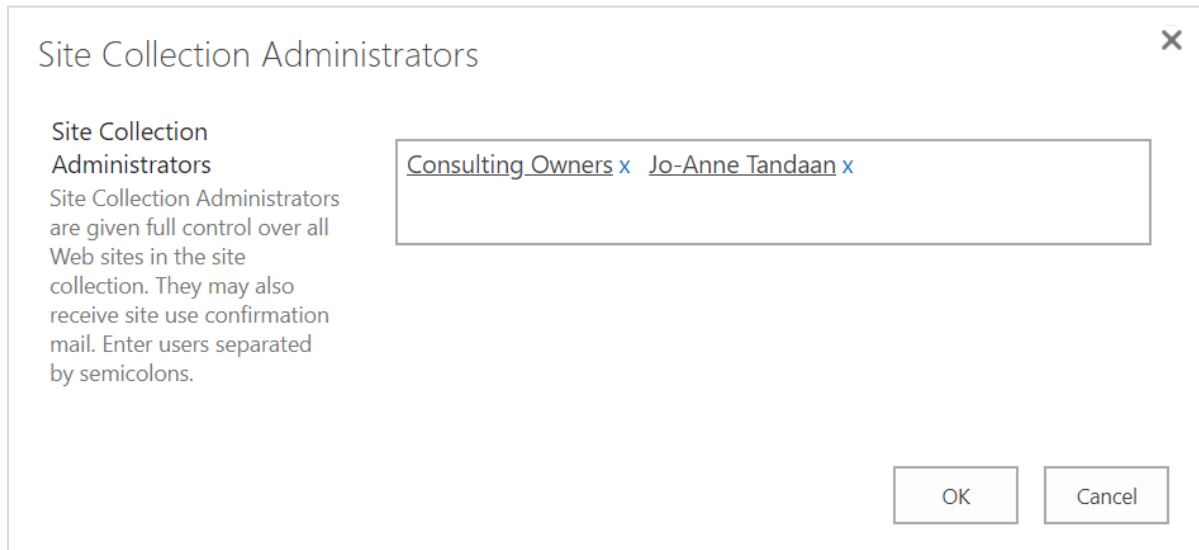 Site Collection Administrators
Site Collection
Administrators
Site Collection Administrators
are given full control over all
Web sites in the site
collection. They may also
receive site use confirmation
mail. Enter users separated
by semicolons.
Consulting Owners x Jo-Anne Tandaan x
OK Cancel